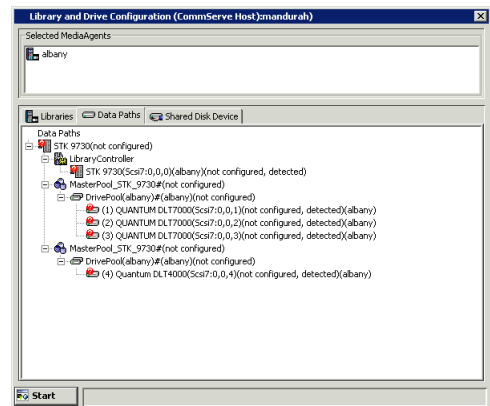 Library and Drive Configuration (CommServe Host):mandurah)
Selected MediaAgents
albany
Libraries
Data Paths
Shared Disk Device
Data Paths
STK 9730(not configured)
LibraryController
STK 9730(Scsi7:0,0,0)(albany)(not configured, detected)
MasterPool_STK_9730#(not configured)
DrivePool(albany)#(albany)(not configured)
(1) QUANTUM DLT7000(Scsi7:0,0,1)(not configured, detected)(albany)
(2) QUANTUM DLT7000(Scsi7:0,0,2)(not configured, detected)(albany)
(3) QUANTUM DLT7000(Scsi7:0,0,3)(not configured, detected)(albany)
MasterPool_STK_9730#(not configured)
DrivePool(albany)#(albany)(not configured)
(4) Quantum DLT4000(Scsi7:0,0,4)(not configured, detected)(albany)
Start